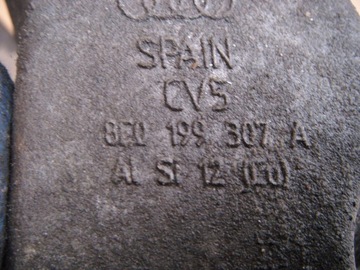 SPAIN
CV5
8E0 199 307 A
Al Si 12 (Cu)